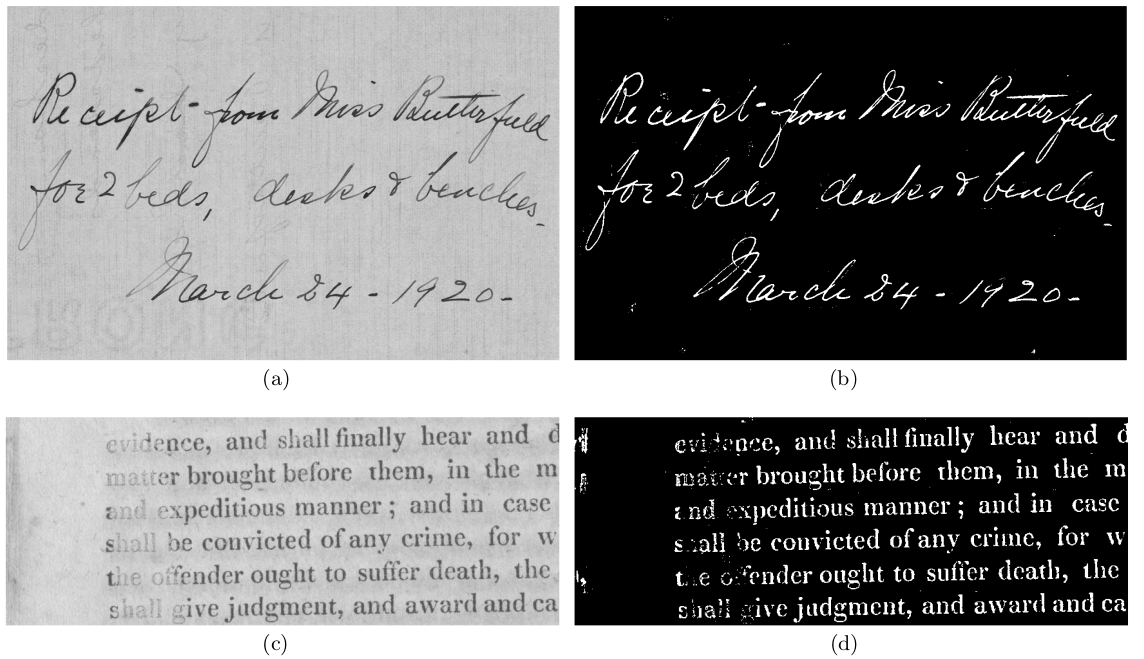 Receipt from Miss Butterfield
for 2 beds, desks & benches.
March 24 - 1920 -
(a)
Receipt from Miss Butterfield
for 2 beds, desks & benches.
March 24 - 1920 -
(b)
evidence, and shall finally hear and d
matter brought before them, in the m
and expeditious manner ; and in case
shall be convicted of any crime, for w
the offender ought to suffer death, the
shall give judgment, and award and ca
(c)
evidence, and shall finally hear and d
matter brought before them, in the m
and expeditious manner ; and in case
shall be convicted of any crime, for w
the offender ought to suffer death, the
shall give judgment, and award and ca
(d)